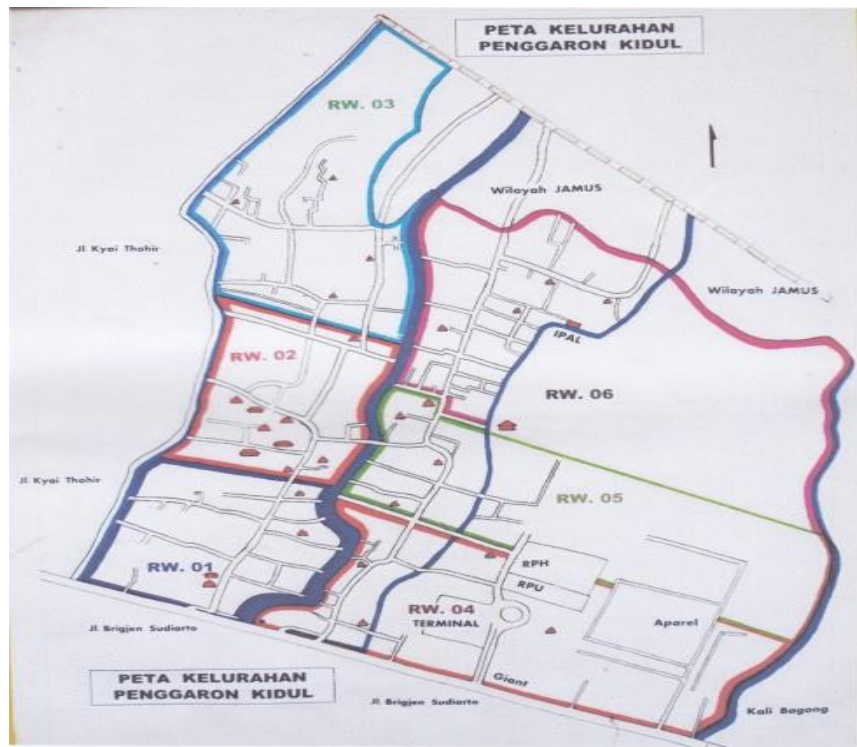 PETA KELURAHAN
PENGGARON KIDUL
RW. 03
Wilayah JAMUS
Jl. Kyai Thohir
Wilayah JAMUS
IPAL
RW. 02
RW. 06
Jl. Kyai Thohir
RW. 05
RW. 01
RPH
RPU
RW. 04
TERMINAL
Aparel
Jl. Brigjen Sudiarto
Giant
PETA KELURAHAN
PENGGARON KIDUL
Jl. Brigjen Sudiarto
Kali Bagong